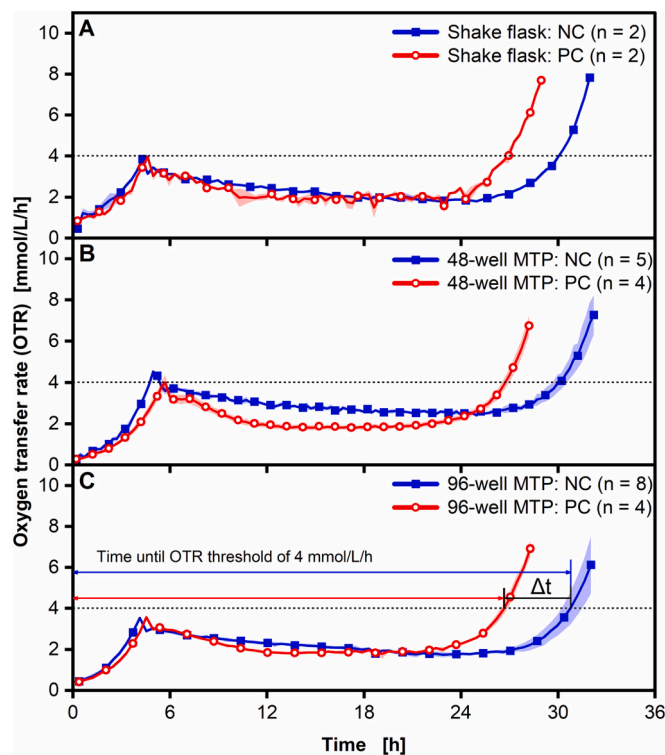 A
Shake flask: NC (n = 2)
Shake flask: PC (n = 2)
10
8
6
4
2
0
B
48-well MTP: NC (n = 5)
48-well MTP: PC (n = 4)
10
8
6
4
2
0
Oxygen transfer rate (OTR) [mmol/L/h]
C
96-well MTP: NC (n = 8)
96-well MTP: PC (n = 4)
10
8
6
4
2
0
Time until OTR threshold of 4 mmol/L/h
Δt
0 6 12 18 24 30 36
Time [h]